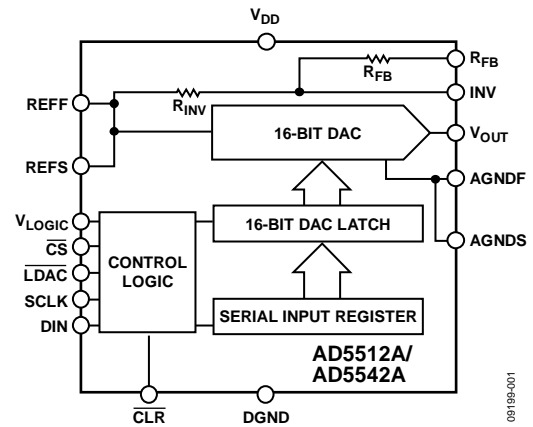 VDD
RFB
RFB
REFF
RINV
INV
16-BIT DAC
VOUT
REFS
AGNDF
VLOGIC
16-BIT DAC LATCH
CS
CONTROL
LOGIC
AGNDS
LDAC
SCLK
SERIAL INPUT REGISTER
DIN
AD5512A/
AD5542A
CLR
DGND
09199-001